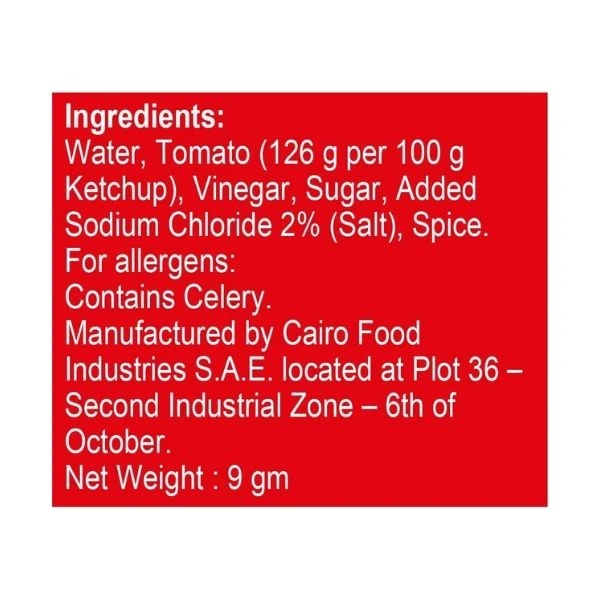 Ingredients:
Water, Tomato (126 g per 100 g
Ketchup), Vinegar, Sugar, Added
Sodium Chloride 2% (Salt), Spice.
For allergens:
Contains Celery.
Manufactured by Cairo Food
Industries S.A.E. located at Plot 36 –
Second Industrial Zone – 6th of
October.
Net Weight : 9 gm